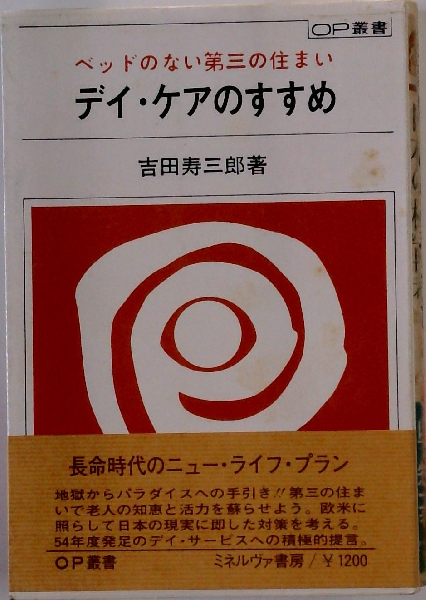 OP叢書
ベッドのない第三の住まい
デイ・ケアのすすめ
吉田寿三郎著
長命時代のニュー・ライフ・プラン
地獄からパラダイスへの手引き!!第三の住ま
いで老人の知恵と活力を蘇らせよう。欧米に
照らして日本の現実に即した対策を考える。
54年度発足のデイ・サービスへの積極的提言。
OP叢書 ミネルヴァ書房/¥1200